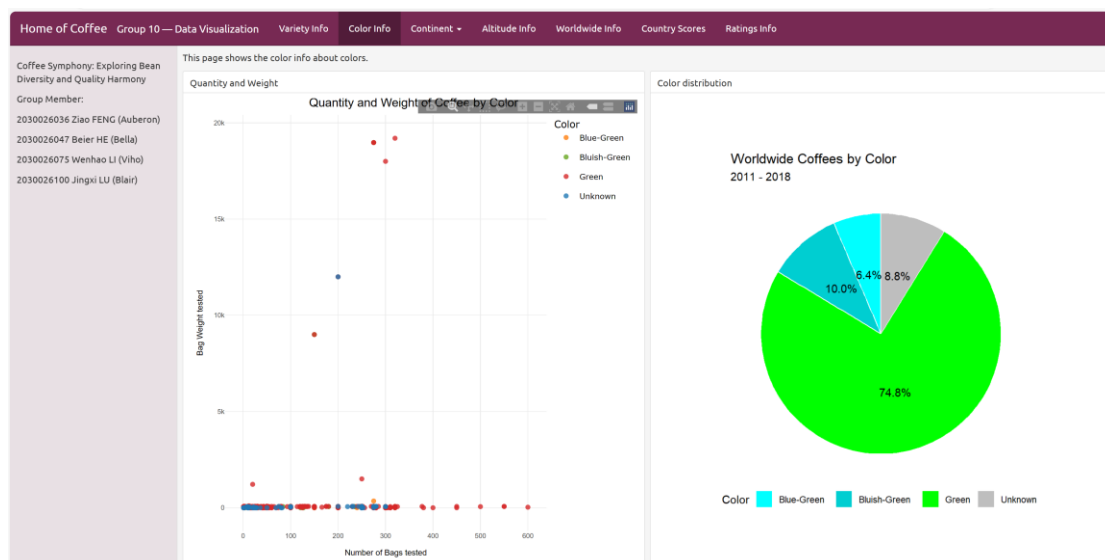 Home of Coffee Group 10 — Data Visualization Variety Info Color Info Continent Altitude Info Worldwide Info Country Scores Ratings Info
Coffee Symphony: Exploring Bean
Diversity and Quality Harmony
Group Member:
2030026036 Ziao FENG (Auberon)
2030026047 Beier HE (Bella)
2030026075 Wenhao LI (Viho)
2030026100 Jingxi LU (Blair)
This page shows the color info about colors.
Quantity and Weight
Quantity and Weight of Coffee by Color
Color
Blue-Green
Bluish-Green
Green
Unknown
20k
15k
10k
5k
0
Bag Weight tested
0 100 200 300 400 500 600
Number of Bags tested
Color distribution
Worldwide Coffees by Color
2011 - 2018
6.4% 8.8%
10.0%
74.8%
Color Blue-Green Bluish-Green Green Unknown